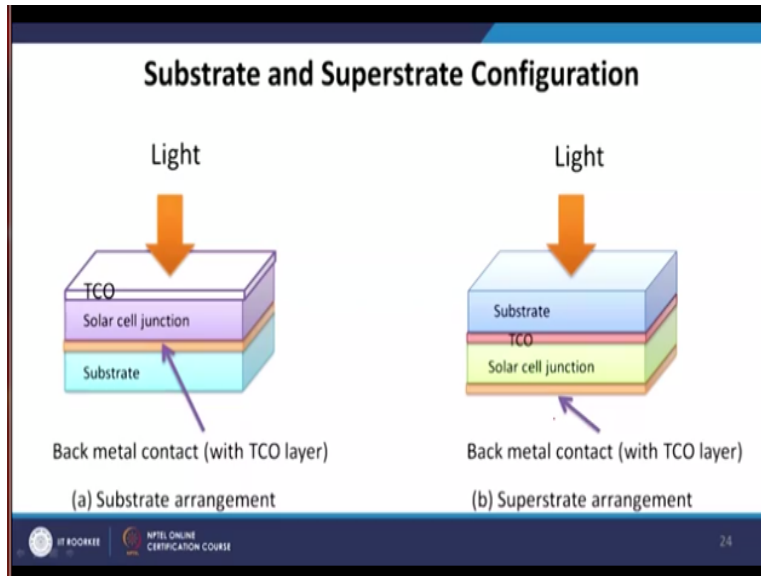 Substrate and Superstrate Configuration
Light
TCO
Solar cell junction
Substrate
Back metal contact (with TCO layer)
(a) Substrate arrangement
Light
Substrate
TCO
Solar cell junction
Back metal contact (with TCO layer)
(b) Superstrate arrangement
IIT ROORKEE
NPTEL ONLINE
CERTIFICATION COURSE
24